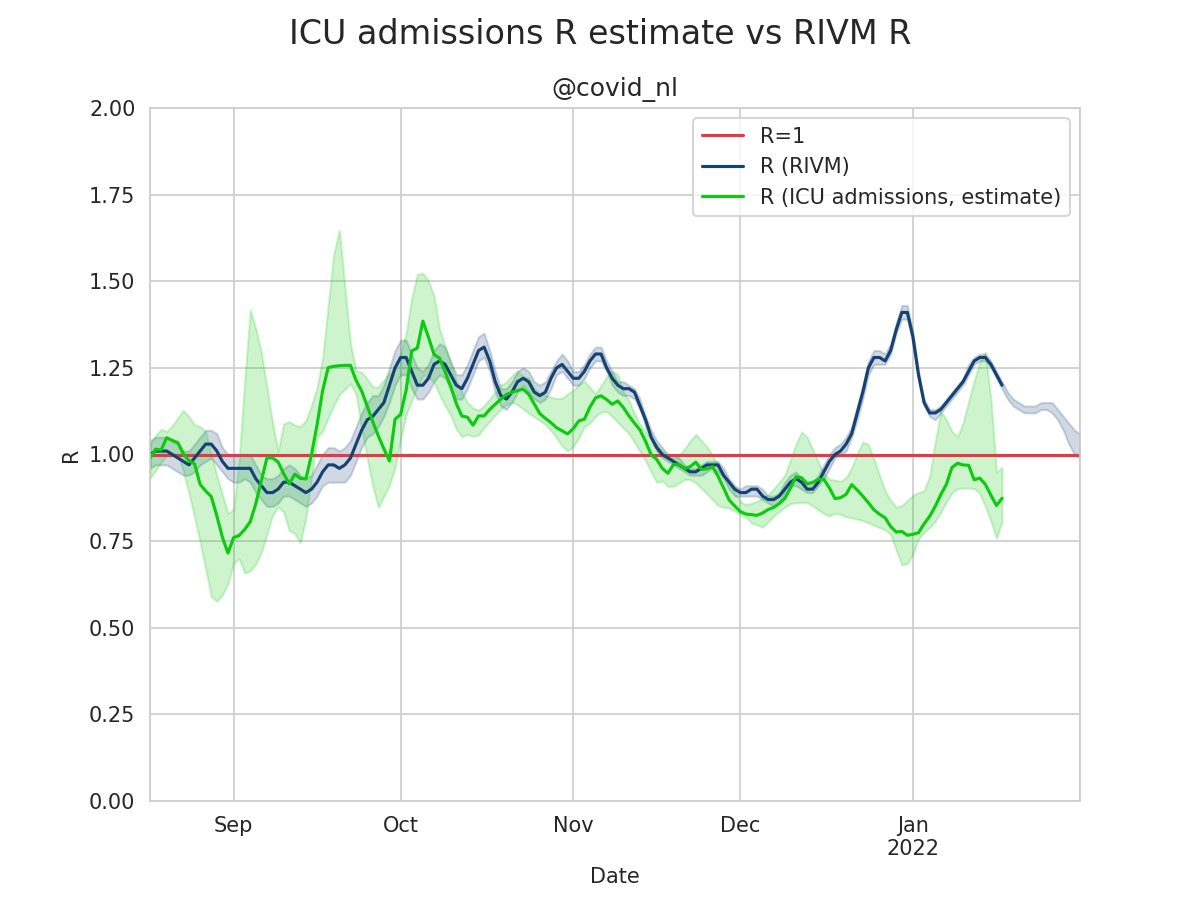 ICU admissions R estimate vs RIVM R
@covid_nl
R=1
R (RIVM)
R (ICU admissions, estimate)
2.00
1.75
1.50
1.25
1.00
0.75
0.50
0.25
0.00
R
Sep
Oct
Nov
Dec
Jan
2022
Date